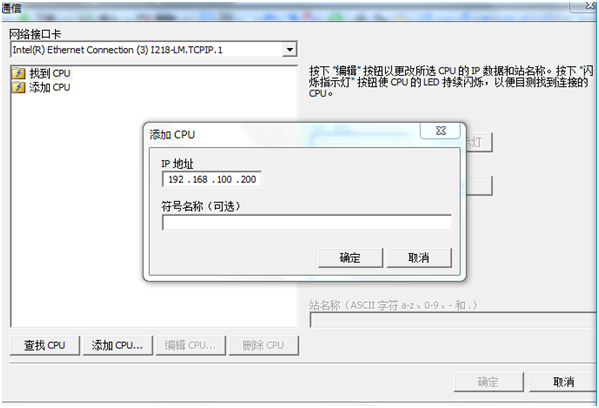 通信
网络接口卡
Intel(R) Ethernet Connection (3) I218-LM.TCPIP.1
找到 CPU
添加 CPU
按下 "编辑" 按钮以更改所选 CPU 的 IP 数据和站名称。按下 "闪
烁指示灯" 按钮使 CPU 的 LED 持续闪烁，以便目测找到连接的
CPU。
添加 CPU
示灯
IP 地址
192 . 168 . 100 . 200
符号名称（可选）
确定
取消
站名称（ASCII 字符 a-z、0-9、- 和 .）
查找 CPU
添加 CPU...
编辑 CPU...
删除 CPU
确定
取消